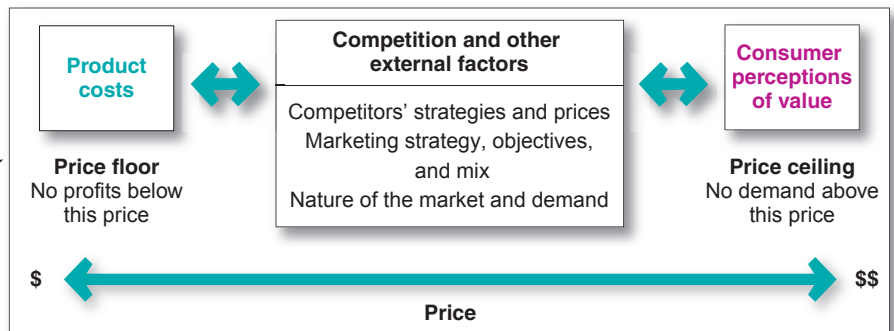 Product
costs
Competition and other
external factors
Competitors’ strategies and prices
Marketing strategy, objectives,
and mix
Nature of the market and demand
Consumer
perceptions
of value
Price floor
No profits below
this price
Price ceiling
No demand above
this price
$
$$
Price